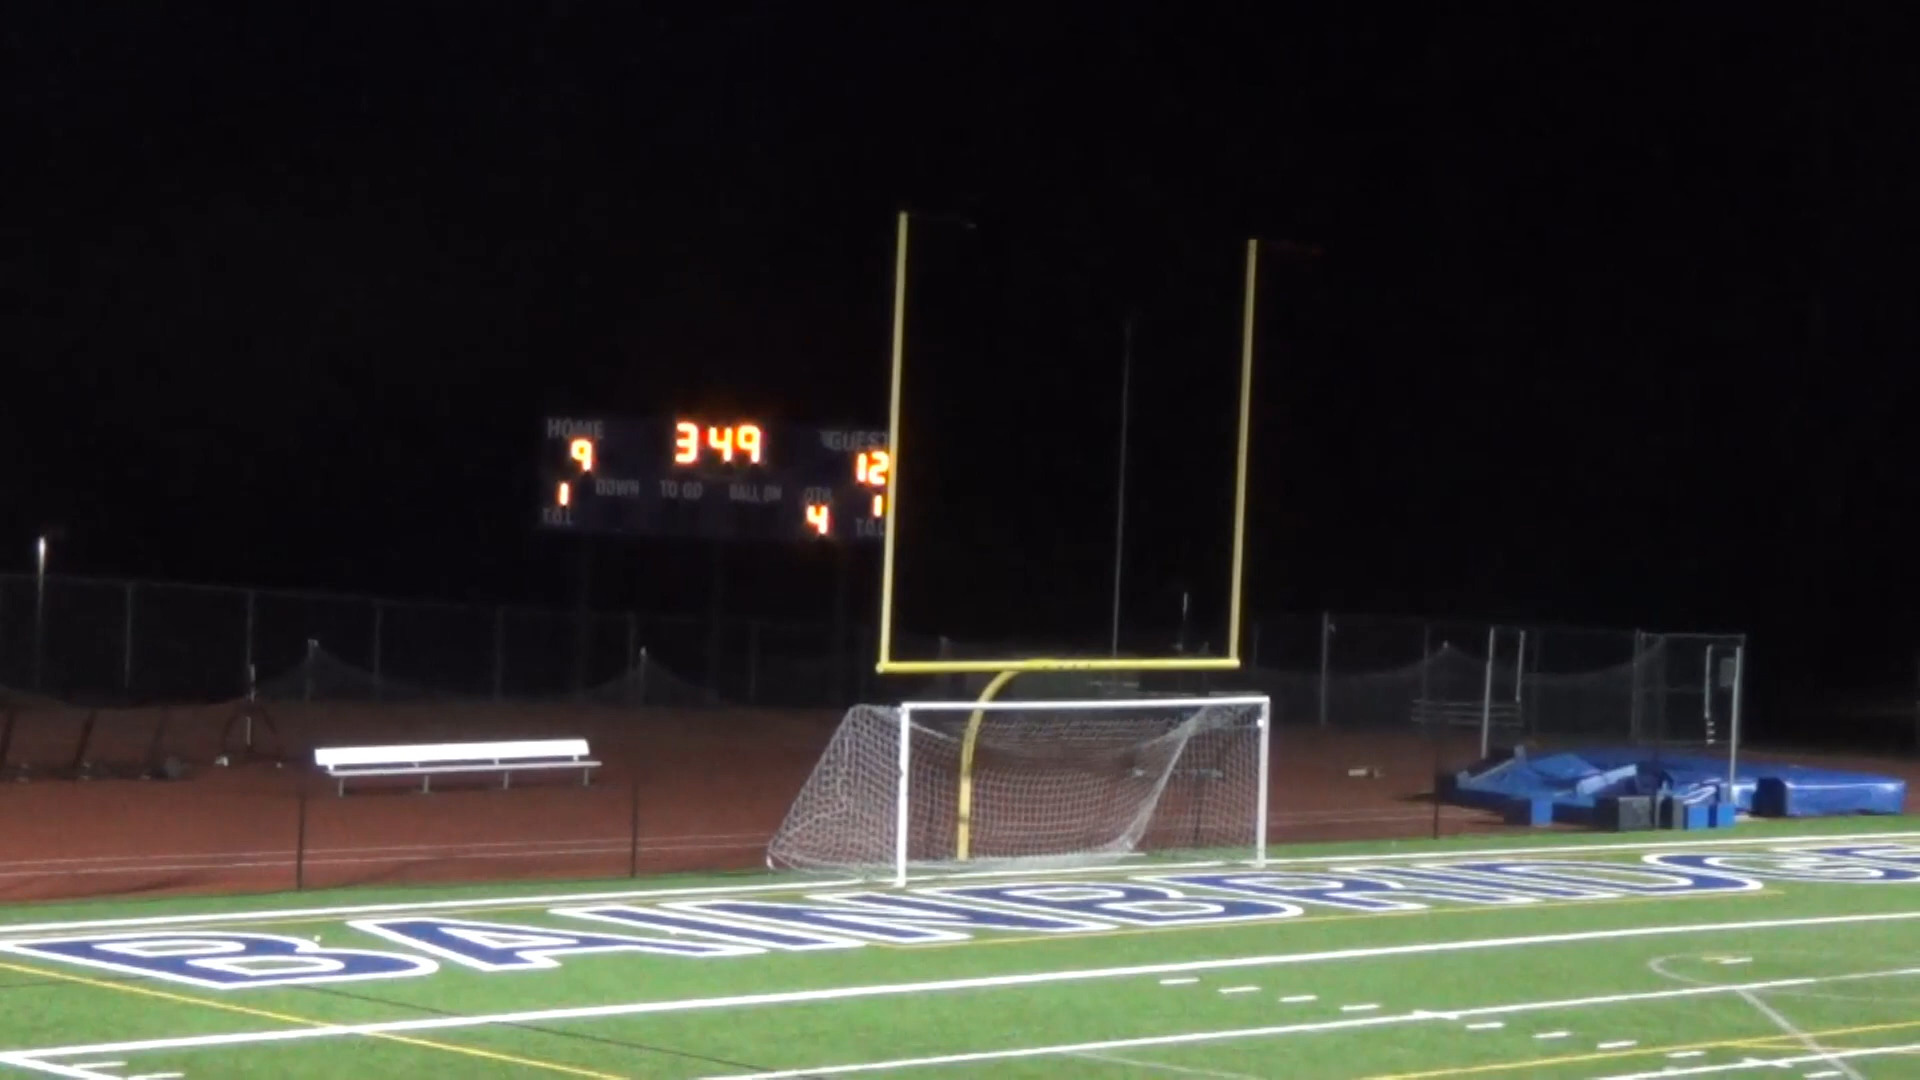 HOME 3 49 GUEST
9 12
1 DOWN TO GO BALL ON QTR 1
T.O.L 4 T.O.L
BAINBRIDGE